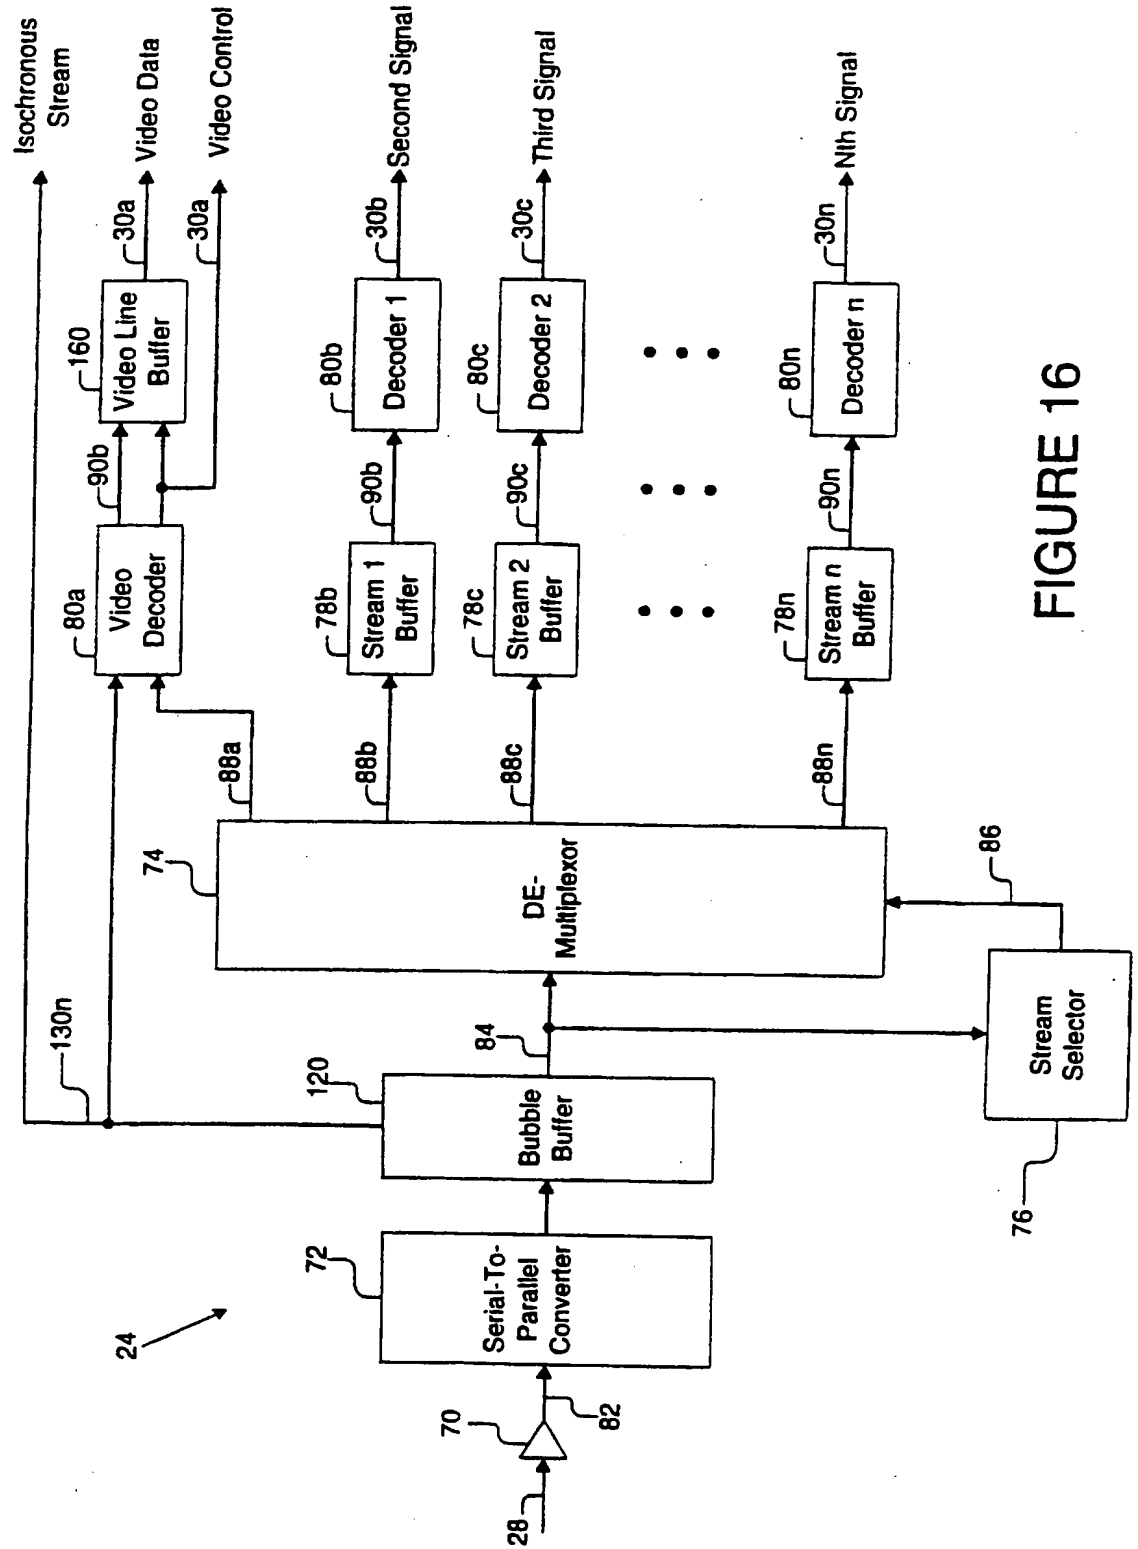 Isochronous
Stream
Video Data
Video Control
30a
30a
160
Video Line
Buffer
90b
80a
Video
Decoder
130n
88a
Second Signal
30b
80b
Decoder 1
90b
78b
Stream 1
Buffer
88b
Third Signal
30c
80c
Decoder 2
90c
78c
Stream 2
Buffer
88c
Nth Signal
30n
80n
Decoder n
90n
78n
Stream n
Buffer
88n
74
DE-
Multiplexor
86
84
120
Bubble
Buffer
Stream
Selector
76
72
Serial-To-
Parallel
Converter
24
70
82
28
FIGURE 16